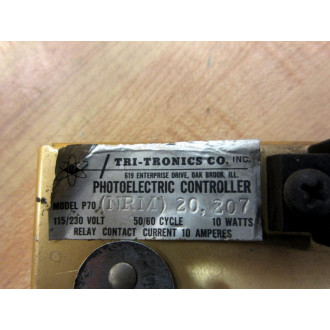 TRI-TRONICS CO. INC.
619 ENTERPRISE DRIVE, OAK BROOK, ILL.
PHOTOELECTRIC CONTROLLER
MODEL P70 (NRM) 20,207
115/230 VOLT 50/60 CYCLE 10 WATTS
RELAY CONTACT CURRENT 10 AMPERES